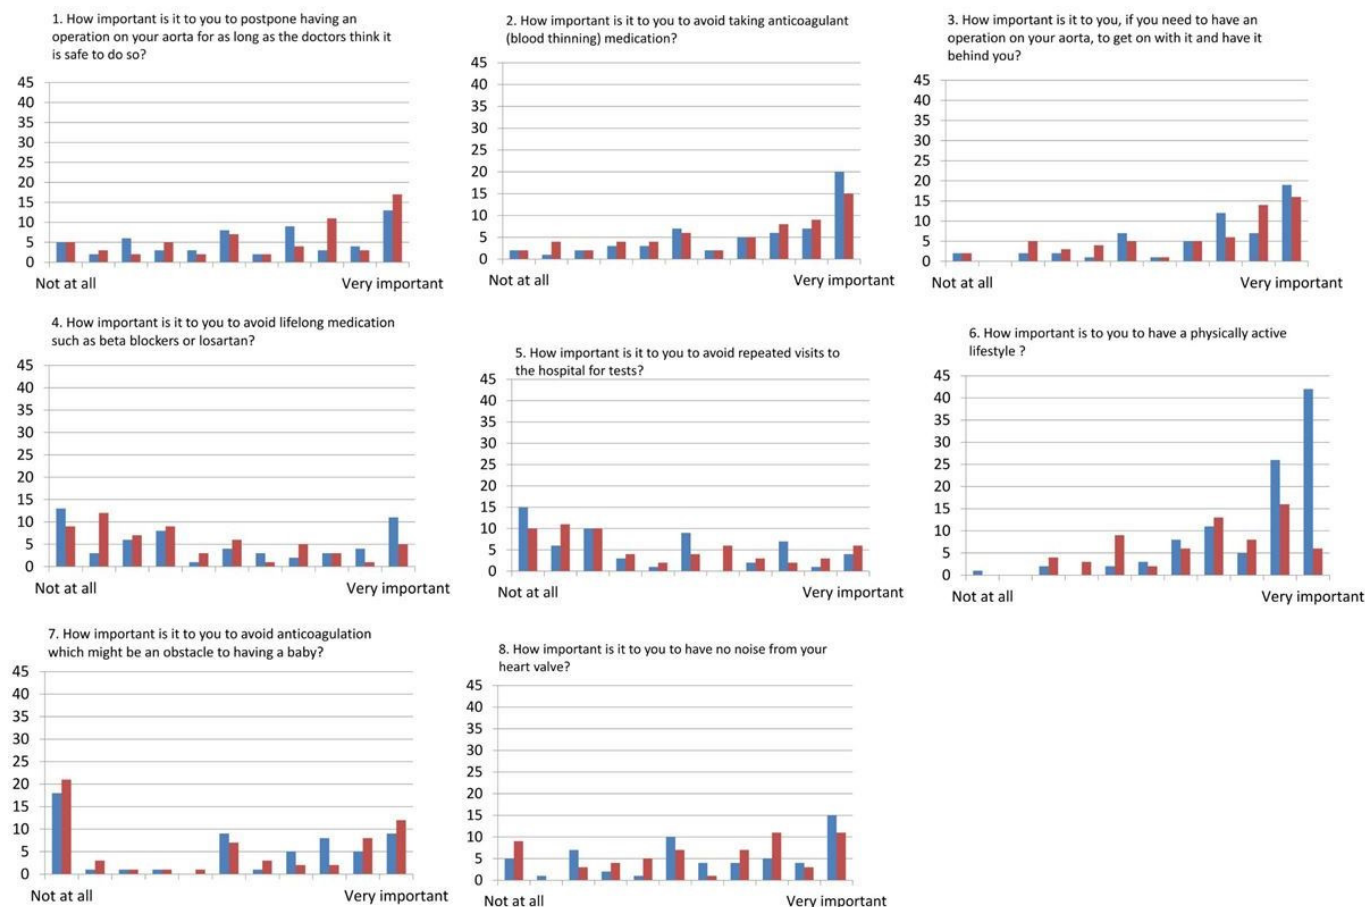 1. How important is it to you to postpone having an
operation on your aorta for as long as the doctors think it
is safe to do so?
45
40
35
30
25
20
15
10
5
0
Not at all
Very important
2. How important is it to you to avoid taking anticoagulant
(blood thinning) medication?
45
40
35
30
25
20
15
10
5
0
Not at all
Very important
3. How important is it to you, if you need to have an
operation on your aorta, to get on with it and have it
behind you?
45
40
35
30
25
20
15
10
5
0
Not at all
Very important
4. How important is it to you to avoid lifelong medication
such as beta blockers or losartan?
45
40
35
30
25
20
15
10
5
0
Not at all
Very important
5. How important is it to you to avoid repeated visits to
the hospital for tests?
45
40
35
30
25
20
15
10
5
0
Not at all
Very important
6. How important is to you to have a physically active
lifestyle ?
45
40
35
30
25
20
15
10
5
0
Not at all
Very important
7. How important is it to you to avoid anticoagulation
which might be an obstacle to having a baby?
45
40
35
30
25
20
15
10
5
0
Not at all
Very important
8. How important is it to you to have no noise from your
heart valve?
45
40
35
30
25
20
15
10
5
0
Not at all
Very important